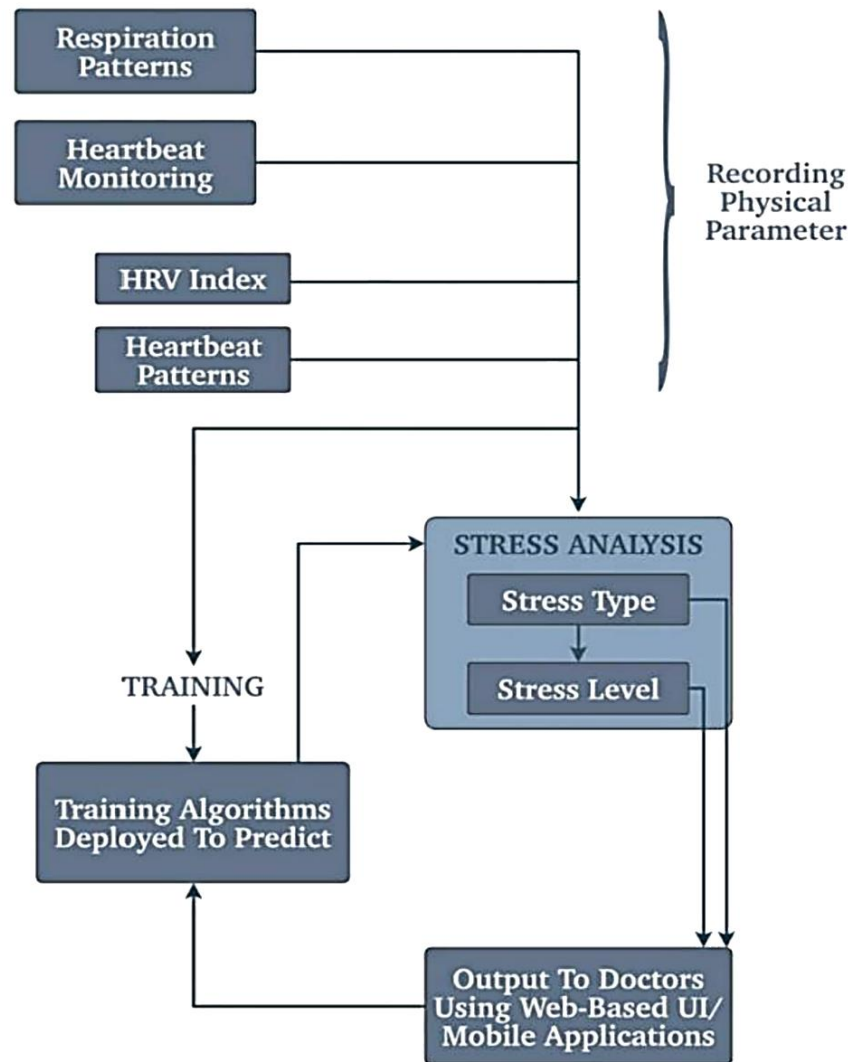 Respiration
Patterns
Heartbeat
Monitoring
Recording
Physical
Parameter
HRV Index
Heartbeat
Patterns
STRESS ANALYSIS
Stress Type
Stress Level
TRAINING
Training Algorithms
Deployed To Predict
Output To Doctors
Using Web-Based UI/
Mobile Applications